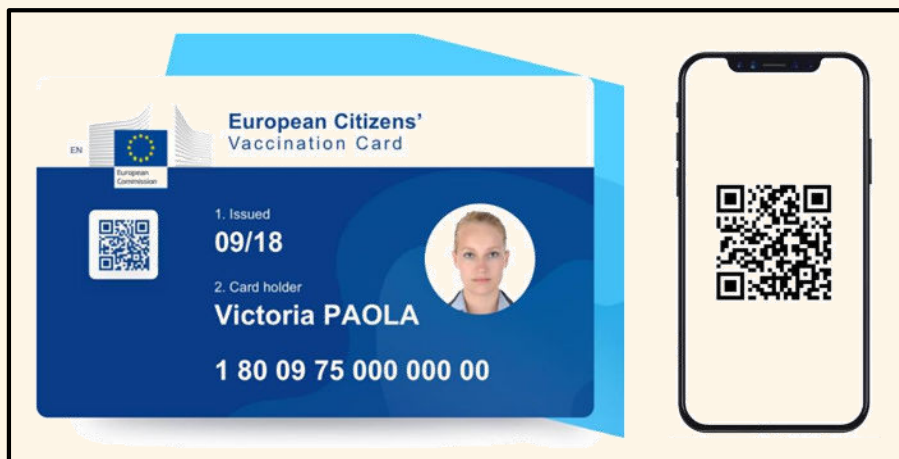 European Citizens'
Vaccination Card
EN
European
Commission
1. Issued
09/18
2. Card holder
Victoria PAOLA
1 80 09 75 000 000 00